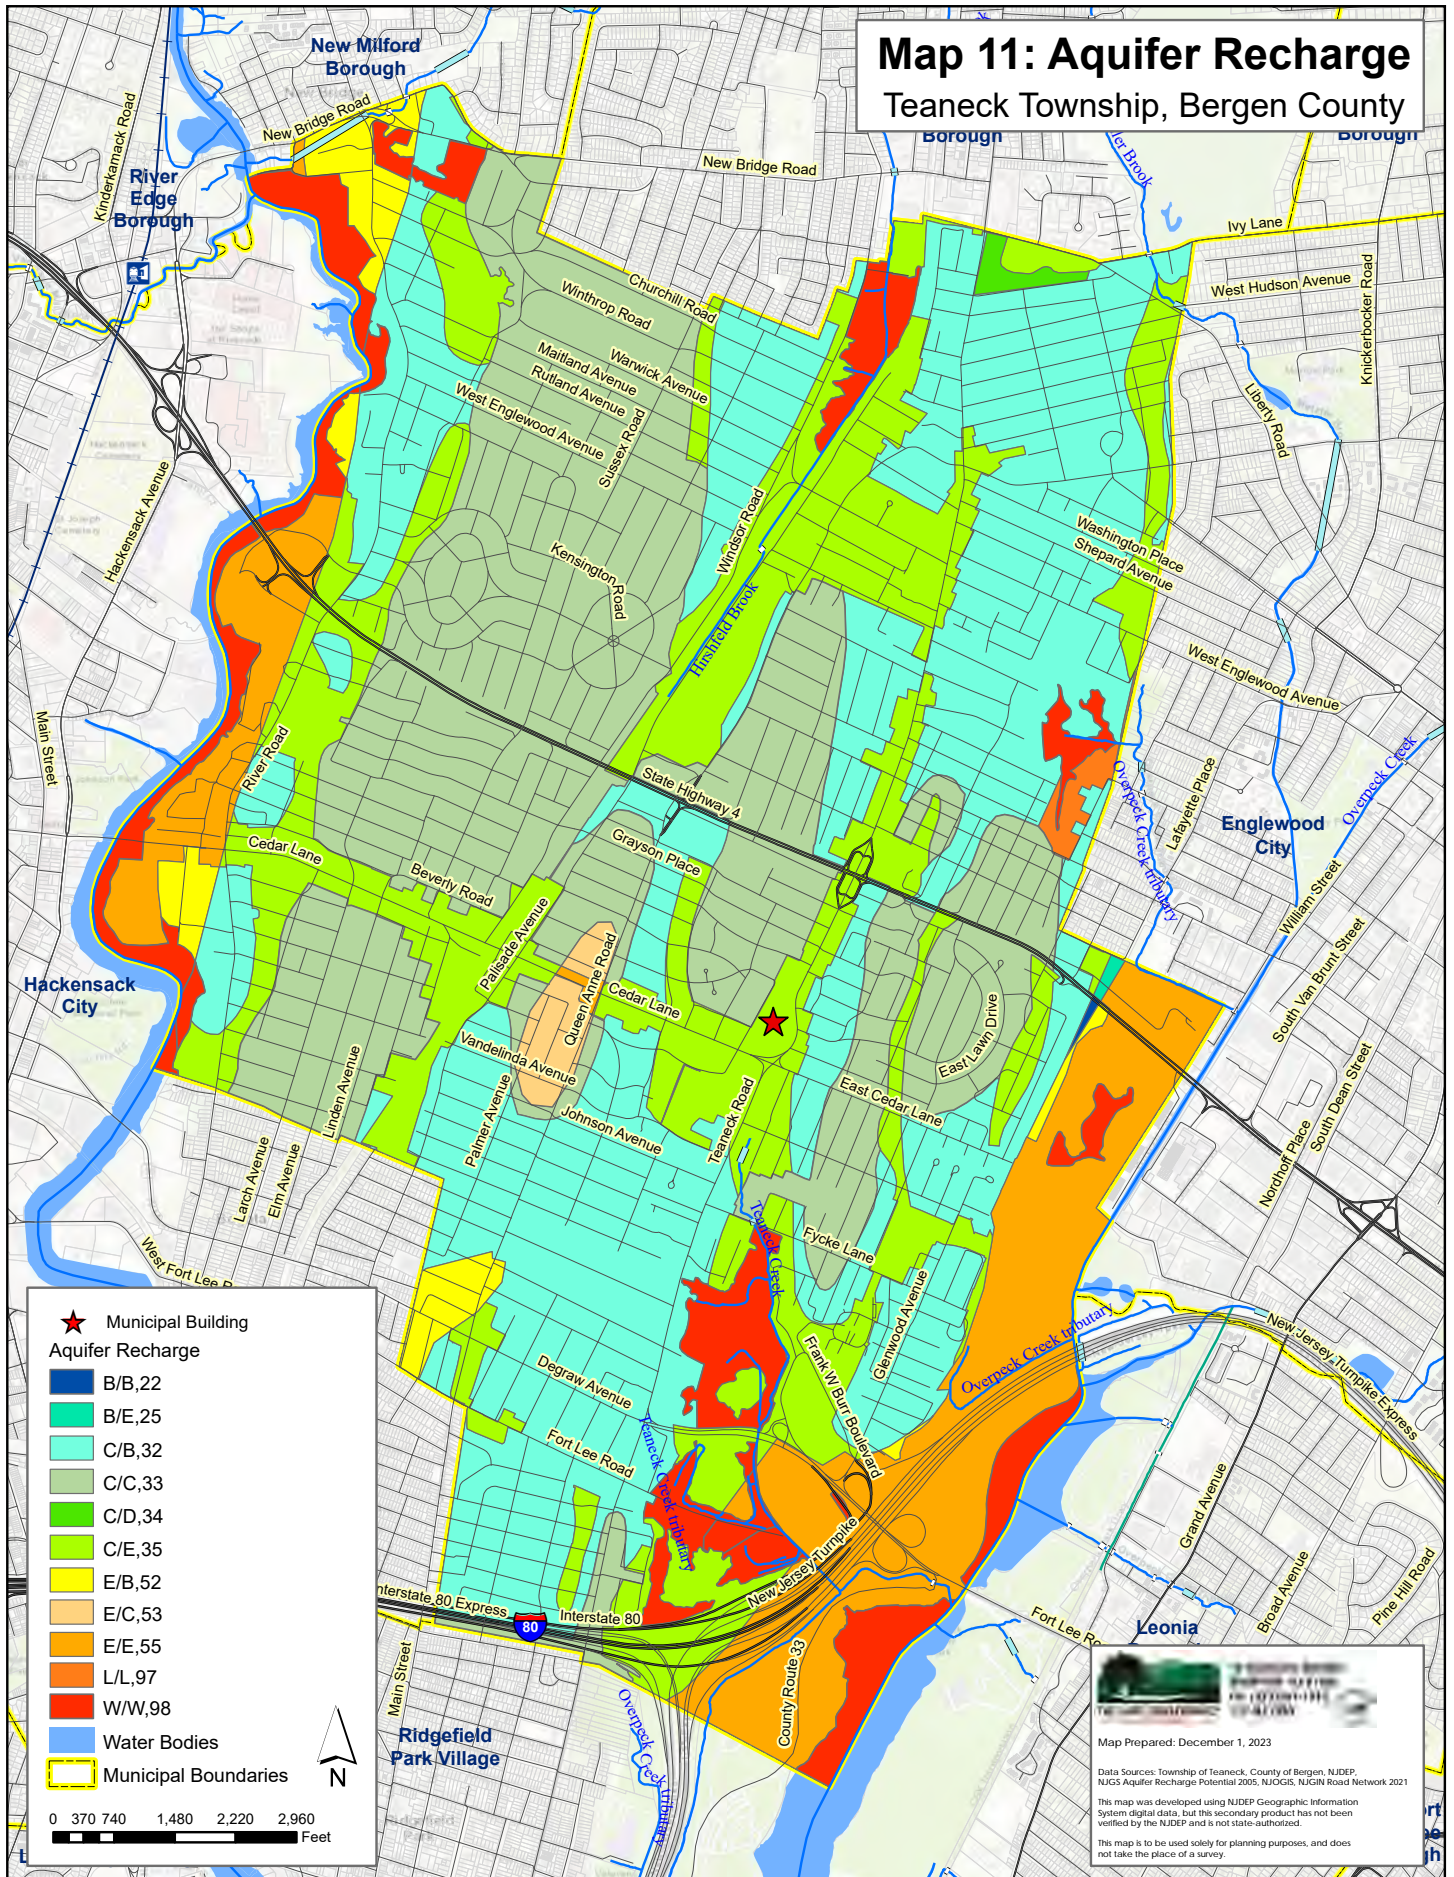 Map 11: Aquifer Recharge
Teaneck Township, Bergen County
New Milford
Borough
New Bridge Road
Kinderkamack Road
River
Edge
Borough
New Bridge Road
Borough
Borough
ler Brook
Ivy Lane
West Hudson Avenue
Knickerbocker Road
Liberty Road
Churchill Road
Winthrop Road
Warwick Avenue
Maitland Avenue
Rutland Avenue
West Englewood Avenue
Sussex Road
Hackensack Avenue
Kensington Road
Windsor Road
Hirshfeld Brook
Washington Place
Shepard Avenue
West Englewood Avenue
Main Street
River Road
State Highway 4
Grayson Place
Cedar Lane
Beverly Road
Palisade Avenue
Queen Anne Road
Cedar Lane
Overpeck Creek tributary
Lafayette Place
Englewood
City
Overpeck Creek
William Street
South Van Brunt Street
Hackensack
City
Vandelinda Avenue
Palmer Avenue
Johnson Avenue
Teaneck Road
East Cedar Lane
East Lawn Drive
South Dean Street
Nordhoff Place
Linden Avenue
Larch Avenue
Elm Avenue
West Fort Lee R
Teaneck Creek
Fycke Lane
Glenwood Avenue
Frank W Burr Boulevard
Overpeck Creek tributary
New Jersey Turnpike Express
Degraw Avenue
Fort Lee Road
Teaneck Creek tributary
New Jersey Turnpike
Interstate 80
nterstate 80 Express
80
Grand Avenue
Broad Avenue
Pine Hill Road
Fort Lee Ro
Leonia
Main Street
County Route 33
Ridgefield
Park Village
Overpeck Creek tributary
Municipal Building
Aquifer Recharge
B/B,22
B/E,25
C/B,32
C/C,33
C/D,34
C/E,35
E/B,52
E/C,53
E/E,55
L/L,97
W/W,98
Water Bodies
Municipal Boundaries
N
0 370 740 1,480 2,220 2,960
Feet
Map Prepared: December 1, 2023
Data Sources: Township of Teaneck, County of Bergen, NJDEP,
NJGS Aquifer Recharge Potential 2005, NJOGIS, NJGIN Road Network 2021
This map was developed using NJDEP Geographic Information
System digital data, but this secondary product has not been
verified by the NJDEP and is not state-authorized.
This map is to be used solely for planning purposes, and does
not take the place of a survey.